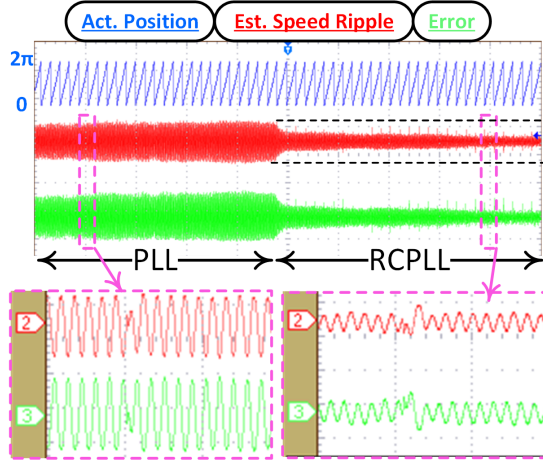 Act. Position Est. Speed Ripple Error
2π
0
PLL RCPLL
2 2
3 3